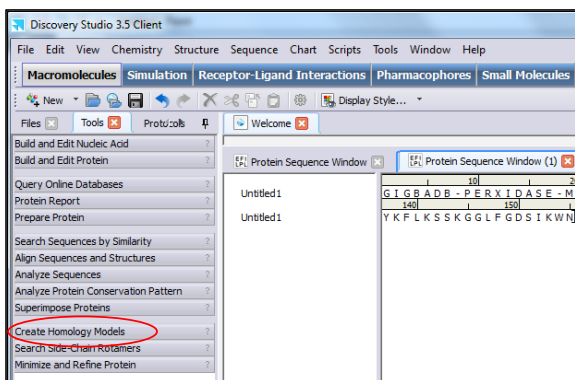 Discovery Studio 3.5 Client
File Edit View Chemistry Structure Sequence Chart Scripts Tools Window Help
Macromolecules Simulation Receptor-Ligand Interactions Pharmacophores Small Molecules
New Display Style...
Files Tools Protocols Welcome
Build and Edit Nucleic Acid ?
Build and Edit Protein ?
Query Online Databases ?
Protein Report ?
Prepare Protein ?
Search Sequences by Similarity ?
Align Sequences and Structures ?
Analyze Sequences ?
Analyze Protein Conservation Pattern ?
Superimpose Proteins ?
Create Homology Models ?
Search Side-Chain Rotamers ?
Minimize and Refine Protein ?
Protein Sequence Window Protein Sequence Window (1)
10 2
Untitled1 G I G B A D B - P E R X I D A S E - M
140 150
Untitled1 Y K F L K S S K G G L F G D S I K W N